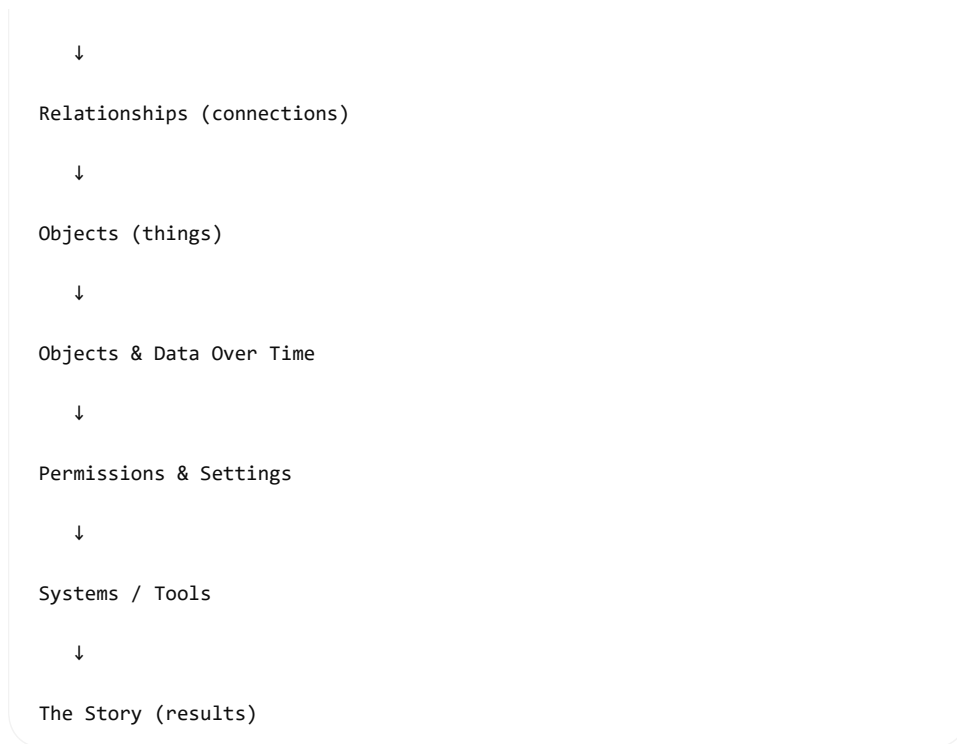 ↓
Relationships (connections)
↓
Objects (things)
↓
Objects & Data Over Time
↓
Permissions & Settings
↓
Systems / Tools
↓
The Story (results)